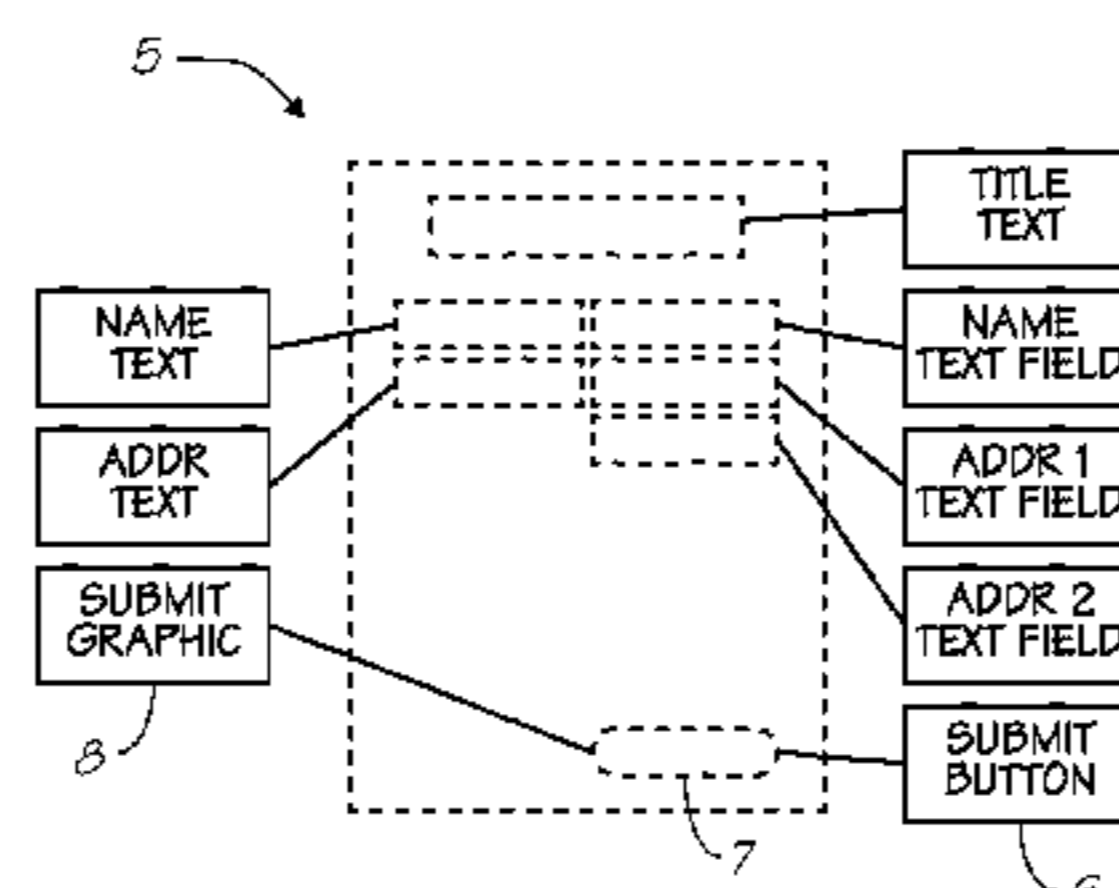 5
TITLE
TEXT
NAME
TEXT
NAME
TEXT FIELD
ADDR
TEXT
ADDR 1
TEXT FIELD
SUBMIT
GRAPHIC
ADDR 2
TEXT FIELD
8
SUBMIT
BUTTON
7